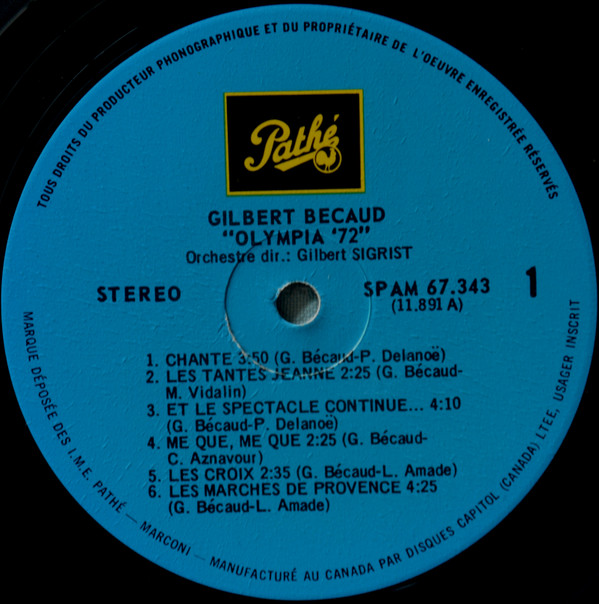 TOUS DROITS DU PRODUCTEUR PHONOGRAPHIQUE ET DU PROPRIÉTAIRE DE L'OEUVRE ENREGISTRÉE RÉSERVÉS
Pathé
GILBERT BECAUD
"OLYMPIA '72"
Orchestre dir.: Gilbert SIGRIST
STEREO
SPAM 67.343
(11.891 A)
1
1. CHANTE 3:50 (G. Bécaud-P. Delanoë)
2. LES TANTES JEANNE 2:25 (G. Bécaud-
M. Vidalin)
3. ET LE SPECTACLE CONTINUE... 4:10
(G. Bécaud-P. Delanoë)
4. ME QUE, ME QUE 2:25 (G. Bécaud-
C. Aznavour)
5. LES CROIX 2:35 (G. Bécaud-L. Amade)
6. LES MARCHES DE PROVENCE 4:25
(G. Bécaud-L. Amade)
MARQUE DÉPOSÉE DES I.M.E. PATHÉ — MARCONI — MANUFACTURÉ AU CANADA PAR DISQUES CAPITOL (CANADA) LTEE, USAGER INSCRIT